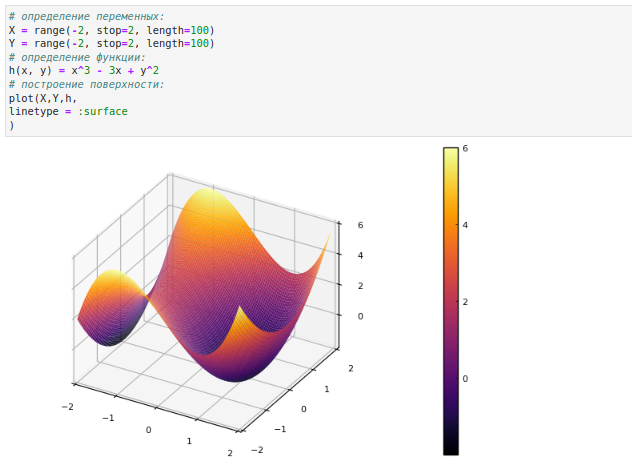 # определение переменных:
X = range(-2, stop=2, length=100)
Y = range(-2, stop=2, length=100)
# определение функции:
h(x, y) = x^3 - 3x + y^2
# построение поверхности:
plot(X,Y,h,
linetype = :surface
)
6
4
2
0
6
4
2
0
2
1
0
−1
−2
−2
−1
0
1
2